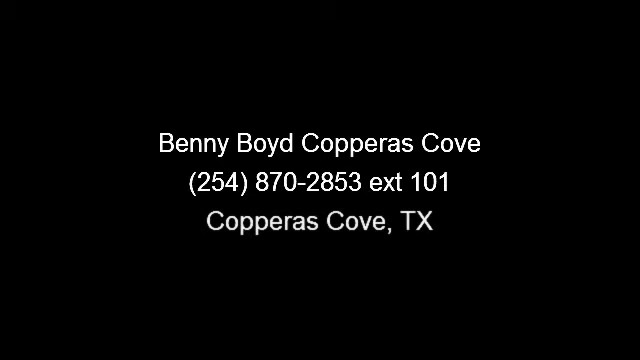 Benny Boyd Copperas Cove
(254) 870-2853 ext 101
Copperas Cove, TX